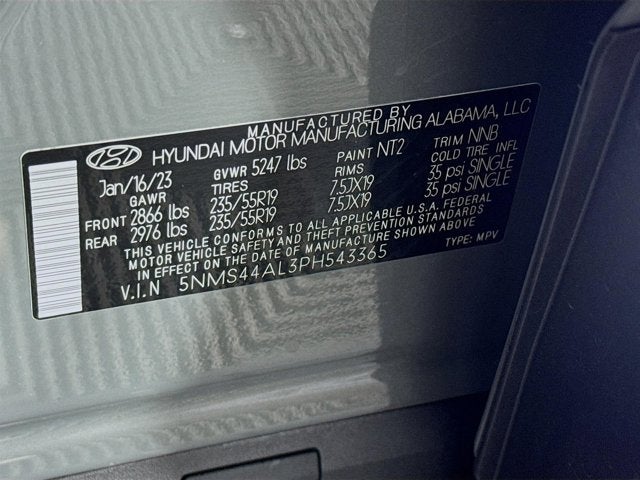 MANUFACTURED BY
HYUNDAI MOTOR MANUFACTURING ALABAMA, LLC
Jan/16/23 GVWR 5247 lbs PAINT NT2 TRIM NNB
GAWR TIRES RIMS COLD TIRE INFL
FRONT 2866 lbs 235/55R19 7.5JX19 35 psi SINGLE
REAR 2976 lbs 235/55R19 7.5JX19 35 psi SINGLE
THIS VEHICLE CONFORMS TO ALL APPLICABLE U.S.A. FEDERAL
MOTOR VEHICLE SAFETY AND THEFT PREVENTION STANDARDS
IN EFFECT ON THE DATE OF MANUFACTURE SHOWN ABOVE
V.I.N 5NMS44AL3PH543365 TYPE: MPV